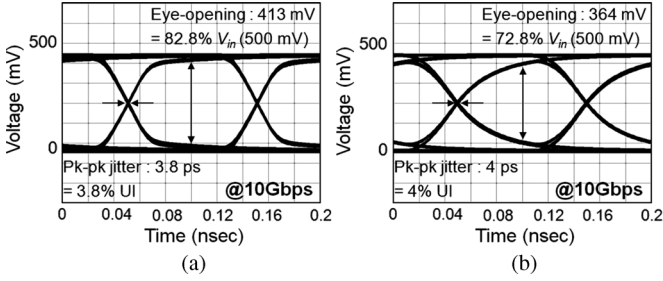 Eye-opening : 413 mV
= 82.8% Vin (500 mV)
500
0
Voltage (mV)
Pk-pk jitter : 3.8 ps
= 3.8% UI
@10Gbps
0 0.04 0.08 0.12 0.16 0.2
Time (nsec)
(a)
Eye-opening : 364 mV
= 72.8% Vin (500 mV)
500
0
Voltage (mV)
Pk-pk jitter : 4 ps
= 4% UI
@10Gbps
0 0.04 0.08 0.12 0.16 0.2
Time (nsec)
(b)